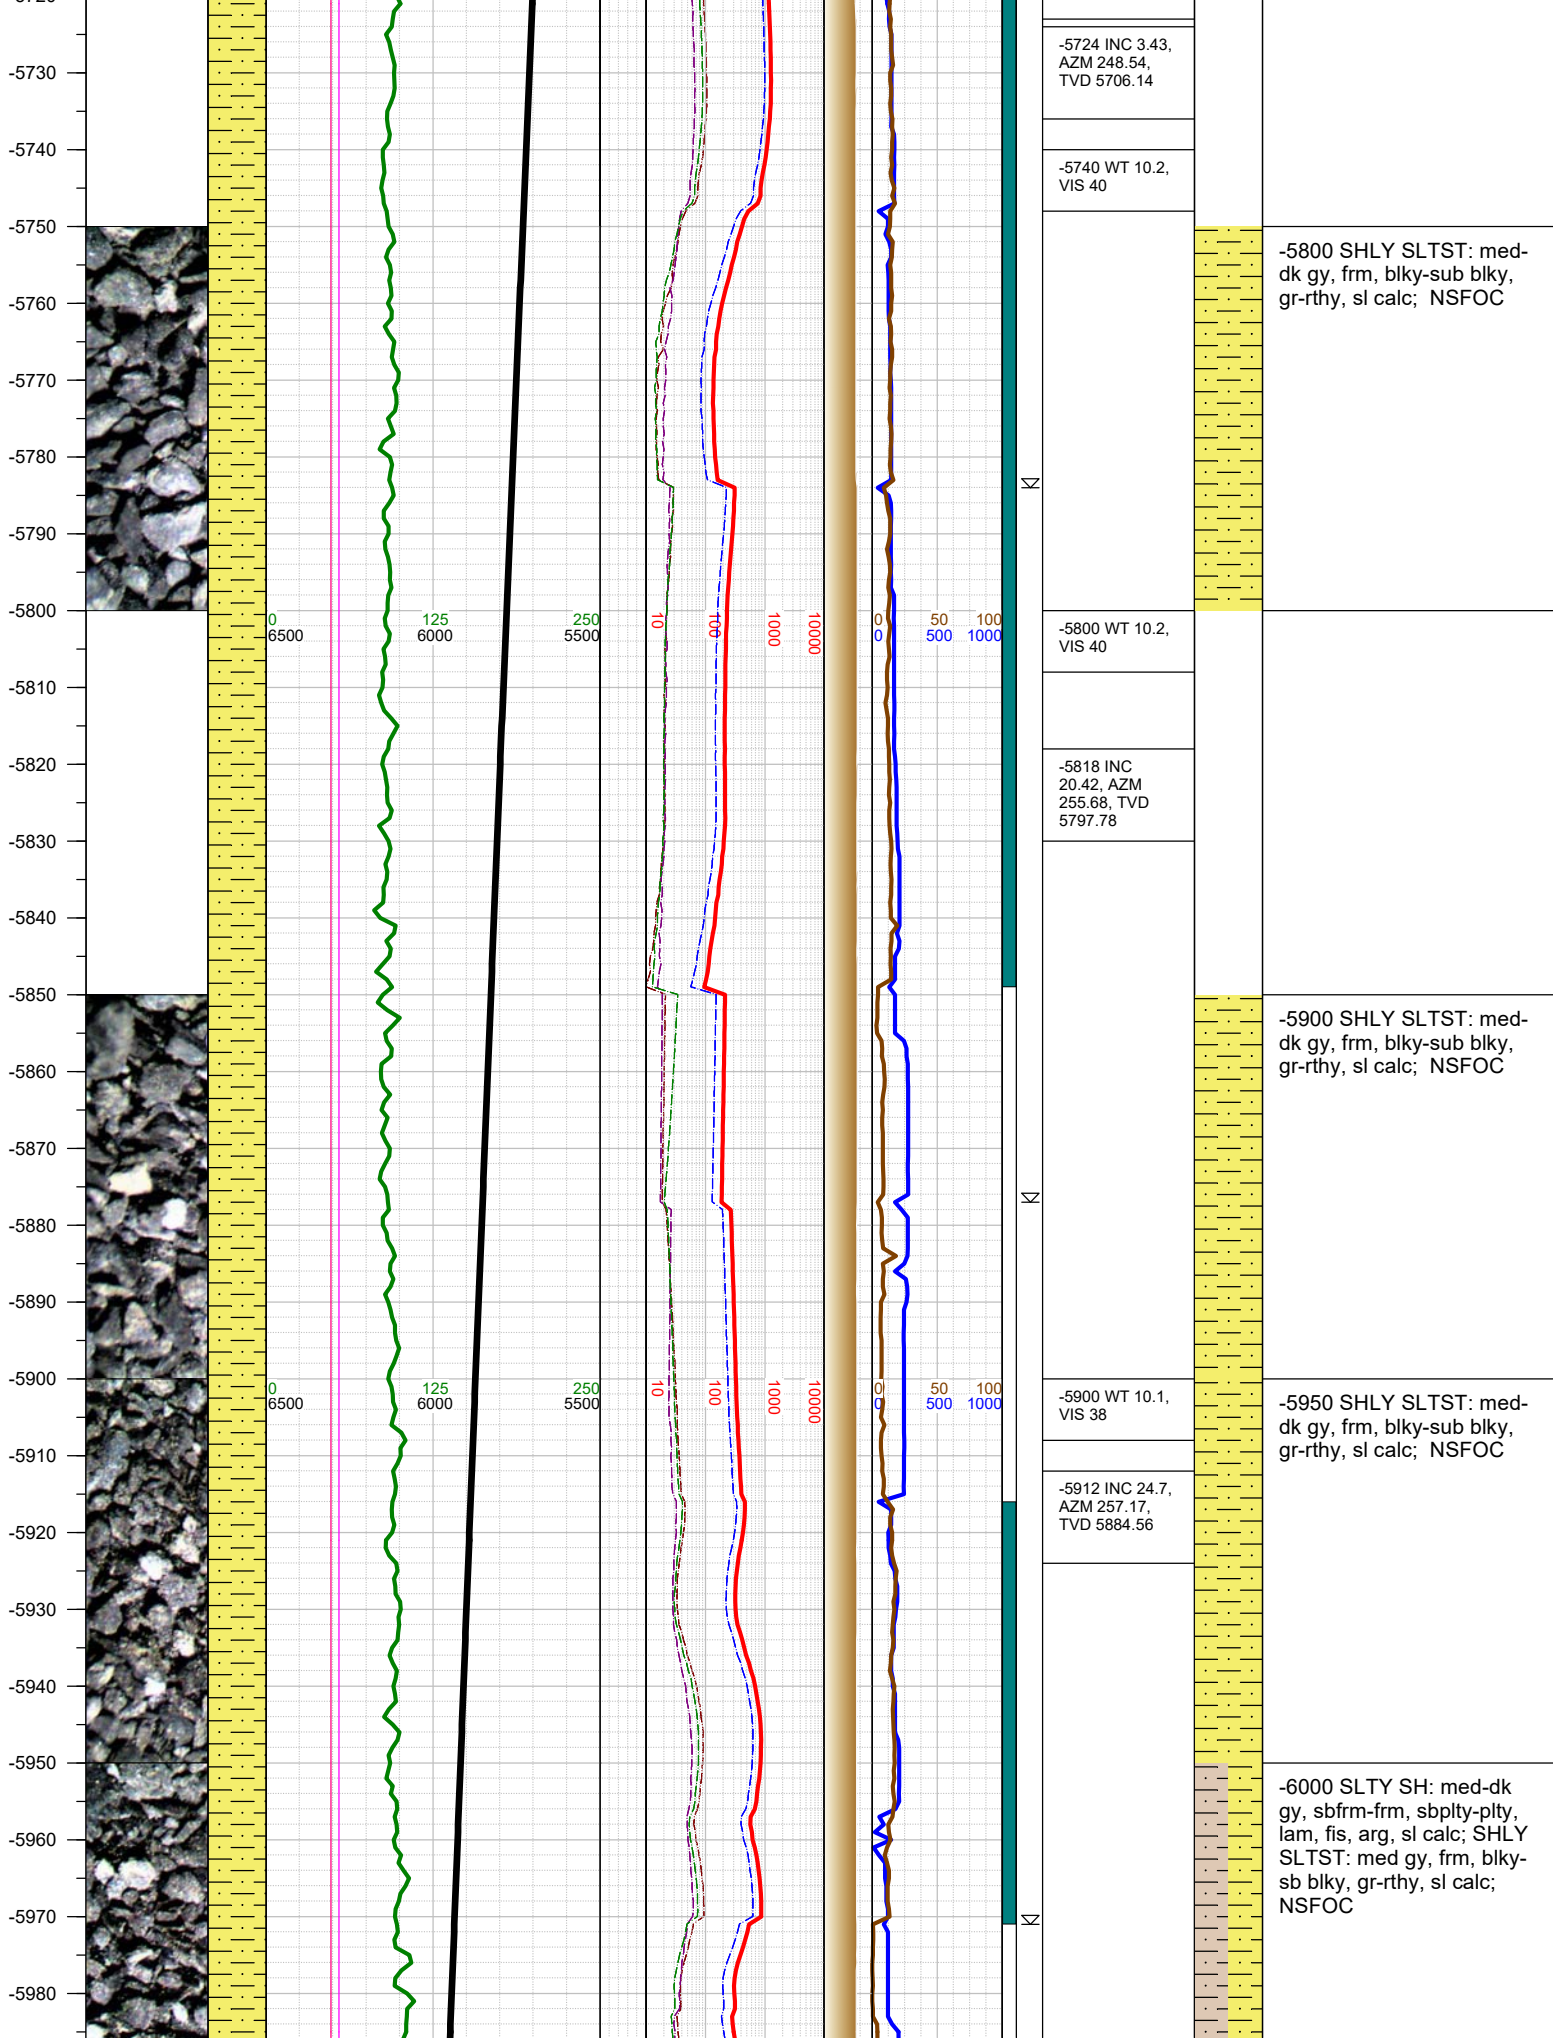 -5720
-5724 INC 3.43,
AZM 248.54,
TVD 5706.14
-5730
-5740
-5740 WT 10.2,
VIS 40
-5750
-5800 SHLY SLTST: med-
dk gy, frm, blky-sub blky,
gr-rthy, sl calc; NSFOC
-5760
-5770
-5780
-5790
-5800
0 125 250
6500 6000 5500
10 100 1000 10000
0 50 100
0 500 1000
-5800 WT 10.2,
VIS 40
-5810
-5820
-5818 INC
20.42, AZM
255.68, TVD
5797.78
-5830
-5840
-5850
-5900 SHLY SLTST: med-
dk gy, frm, blky-sub blky,
gr-rthy, sl calc; NSFOC
-5860
-5870
-5880
-5890
-5900
0 125 250
6500 6000 5500
10 100 1000 10000
0 50 100
0 500 1000
-5900 WT 10.1,
VIS 38
-5950 SHLY SLTST: med-
dk gy, frm, blky-sub blky,
gr-rthy, sl calc; NSFOC
-5910
-5912 INC 24.7,
AZM 257.17,
TVD 5884.56
-5920
-5930
-5940
-5950
-6000 SLTY SH: med-dk
gy, sbfrm-frm, sbplty-plty,
lam, fis, arg, sl calc; SHLY
SLTST: med gy, frm, blky-
sb blky, gr-rthy, sl calc;
NSFOC
-5960
-5970
-5980